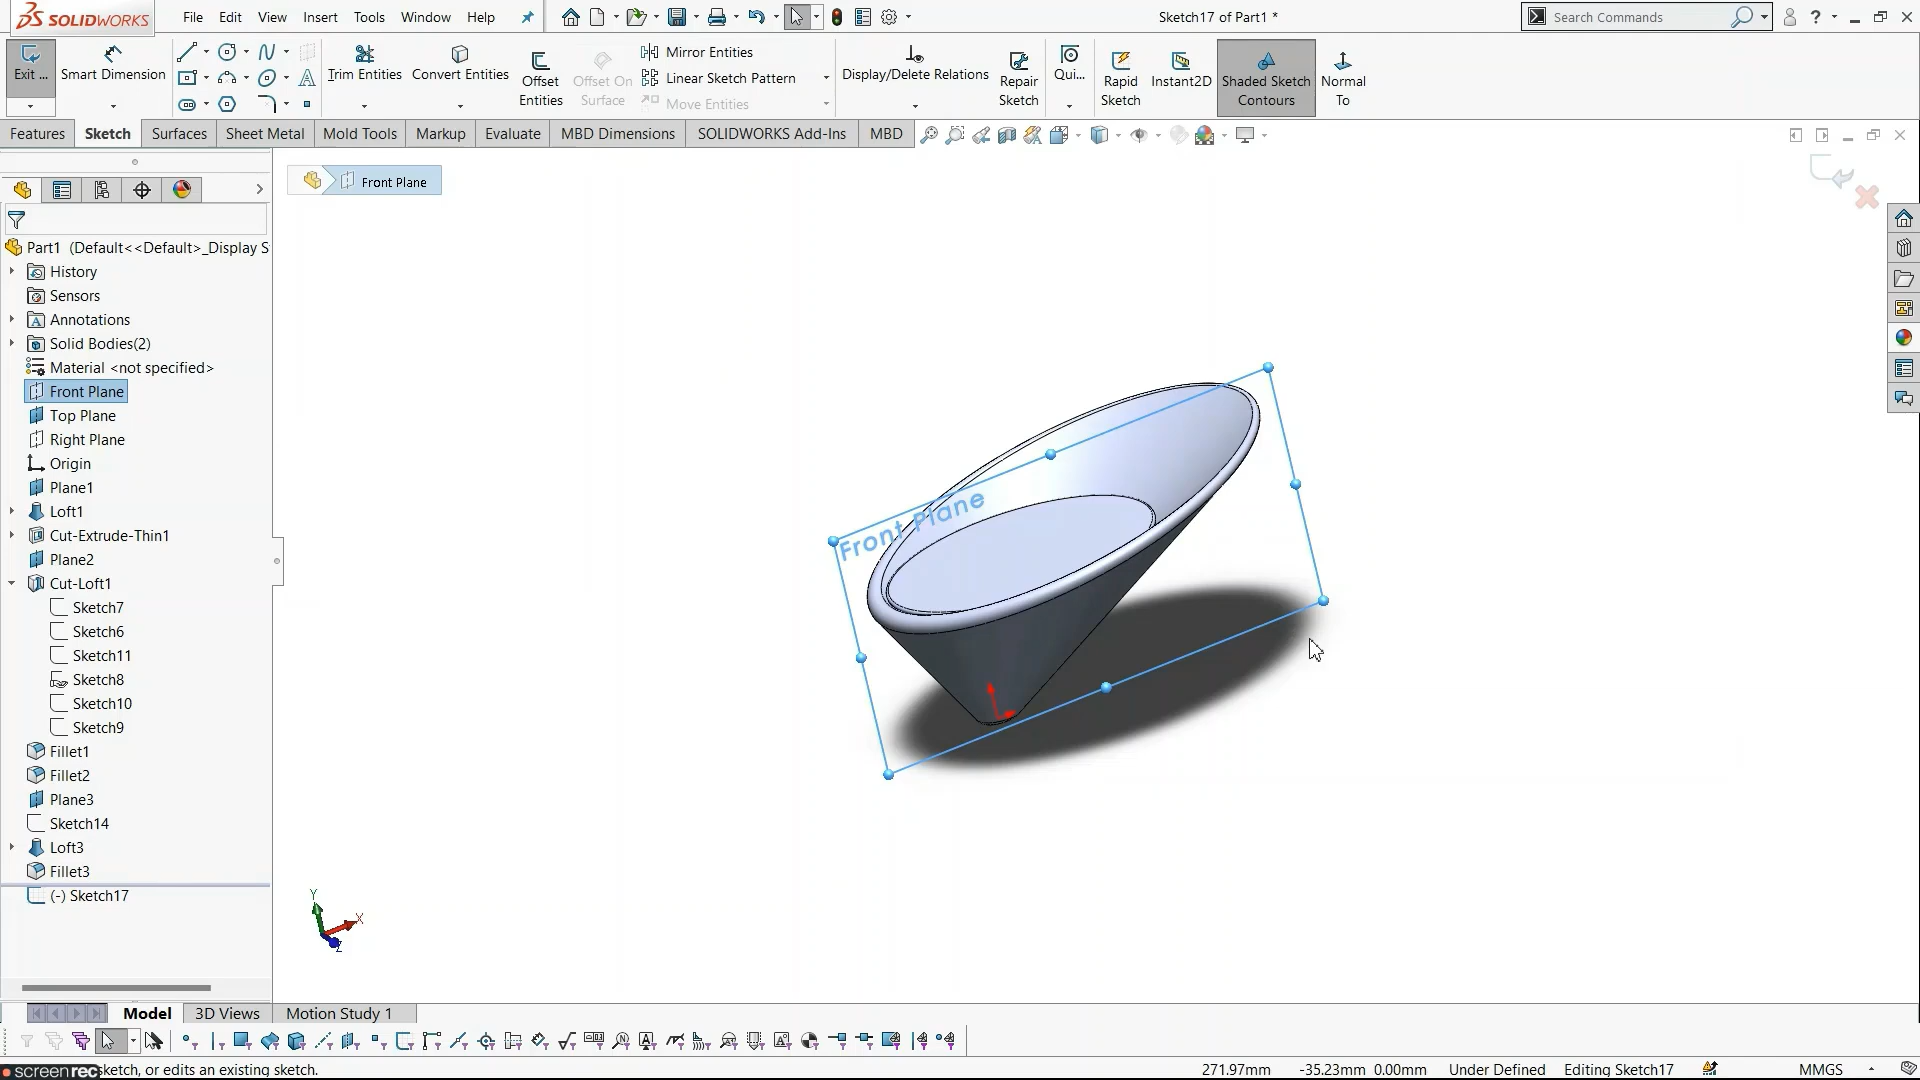 SOLIDWORKS File Edit View Insert Tools Window Help Sketch17 of Part1 * Search Commands ?
Exit ... Smart Dimension Trim Entities Convert Entities Offset Entities Offset On Surface Mirror Entities Linear Sketch Pattern Move Entities Display/Delete Relations Repair Sketch Qui... Rapid Sketch Instant2D Shaded Sketch Contours Normal To
Features Sketch Surfaces Sheet Metal Mold Tools Markup Evaluate MBD Dimensions SOLIDWORKS Add-Ins MBD
Front Plane
Part1 (Default<<Default>_Display S
History
Sensors
Annotations
Solid Bodies(2)
Material <not specified>
Front Plane
Top Plane
Right Plane
Origin
Plane1
Loft1
Cut-Extrude-Thin1
Plane2
Cut-Loft1
Sketch7
Sketch6
Sketch11
Sketch8
Sketch10
Sketch9
Fillet1
Fillet2
Plane3
Sketch14
Loft3
Fillet3
(-) Sketch17
Front Plane
Y
X
Z
Model 3D Views Motion Study 1
screenrec sketch, or edits an existing sketch. 271.97mm -35.23mm 0.00mm Under Defined Editing Sketch17 MMGS